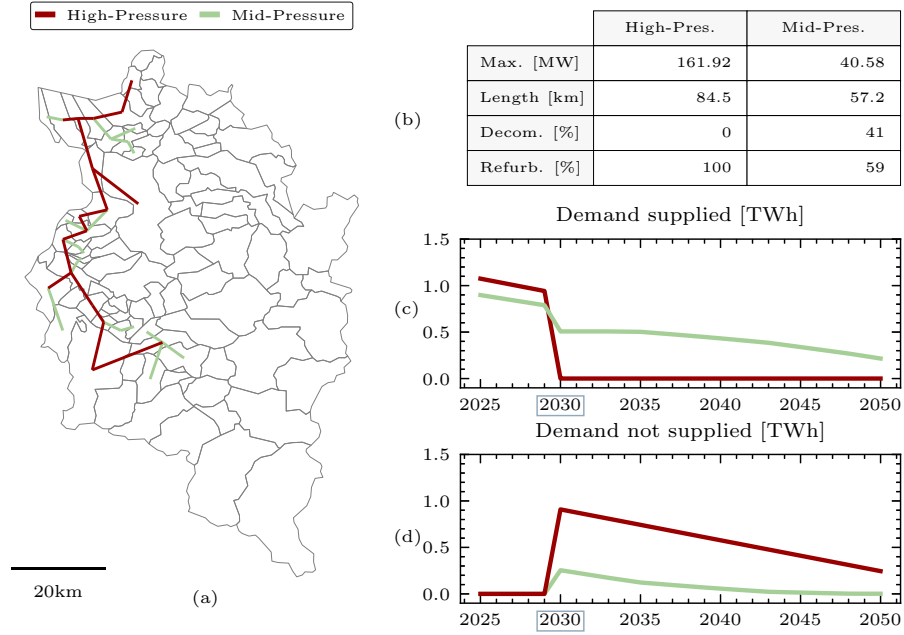 High-Pressure Mid-Pressure
20km
(a)
(b)
High-Pres. Mid-Pres.
Max. [MW] 161.92 40.58
Length [km] 84.5 57.2
Decom. [%] 0 41
Refurb. [%] 100 59
Demand supplied [TWh]
(c)
1.5
1.0
0.5
0.0
2025 2030 2035 2040 2045 2050
Demand not supplied [TWh]
(d)
1.5
1.0
0.5
0.0
2025 2030 2035 2040 2045 2050